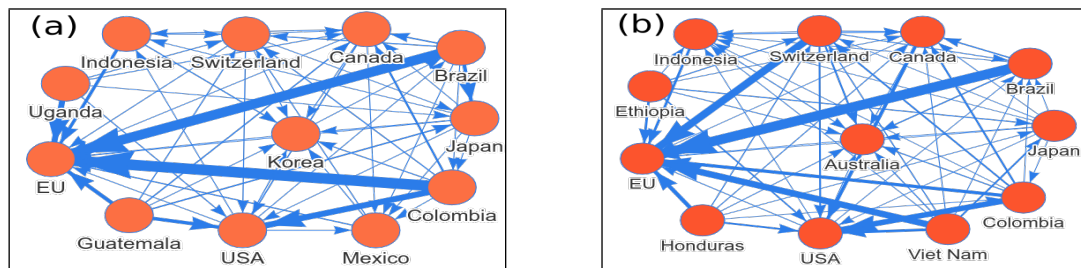 (a)
Indonesia
Switzerland
Canada
Brazil
Uganda
Japan
Korea
EU
Colombia
Guatemala
USA
Mexico
(b)
Indonesia
Switzerland
Canada
Brazil
Ethiopia
Japan
Australia
EU
Colombia
Honduras
USA
Viet Nam